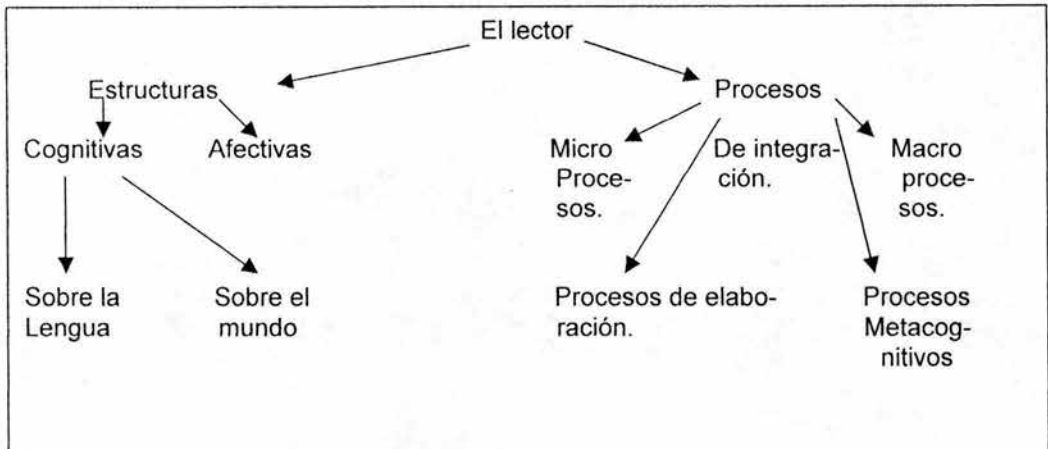 El lector
Estructuras
Procesos
Cognitivas
Afectivas
Micro
Proce-
sos.
De integra-
ción.
Macro
proce-
sos.
Sobre la
Lengua
Sobre el
mundo
Procesos de elabo-
ración.
Procesos
Metacog-
nitivos